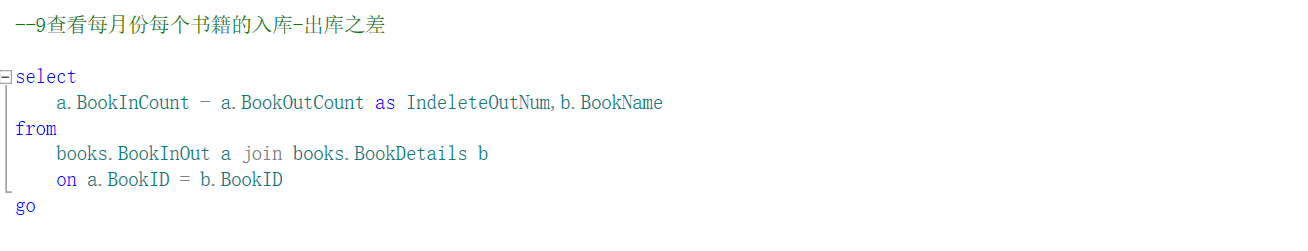 --9查看每月份每个书籍的入库-出库之差
select
a.BookInCount - a.BookOutCount as IndeleteOutNum,b.BookName
from
books.BookInOut a join books.BookDetails b
on a.BookID = b.BookID
go